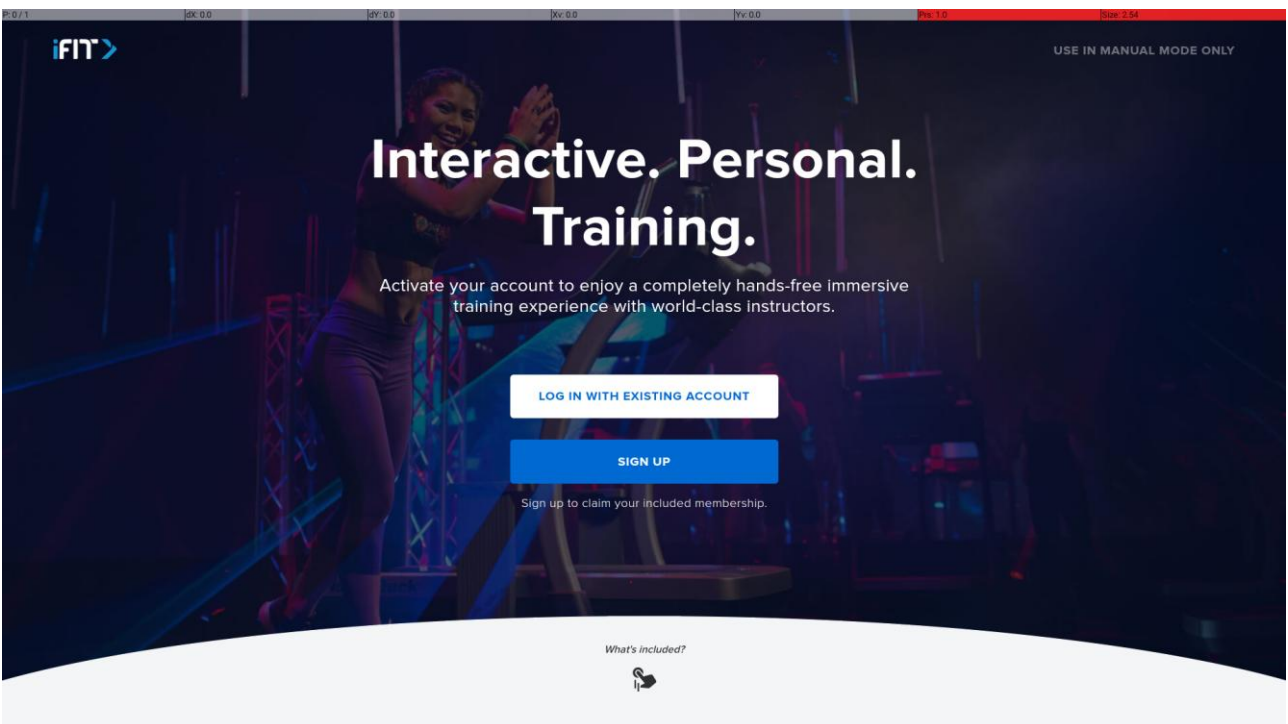 P: 0 / 1 dX: 0.0 dY: 0.0 Xv: 0.0 Yv: 0.0 Prs: 1.0 Size: 2.54
iFIT
USE IN MANUAL MODE ONLY
Interactive. Personal.
Training.
Activate your account to enjoy a completely hands-free immersive
training experience with world-class instructors.
LOG IN WITH EXISTING ACCOUNT
SIGN UP
Sign up to claim your included membership.
What's included?